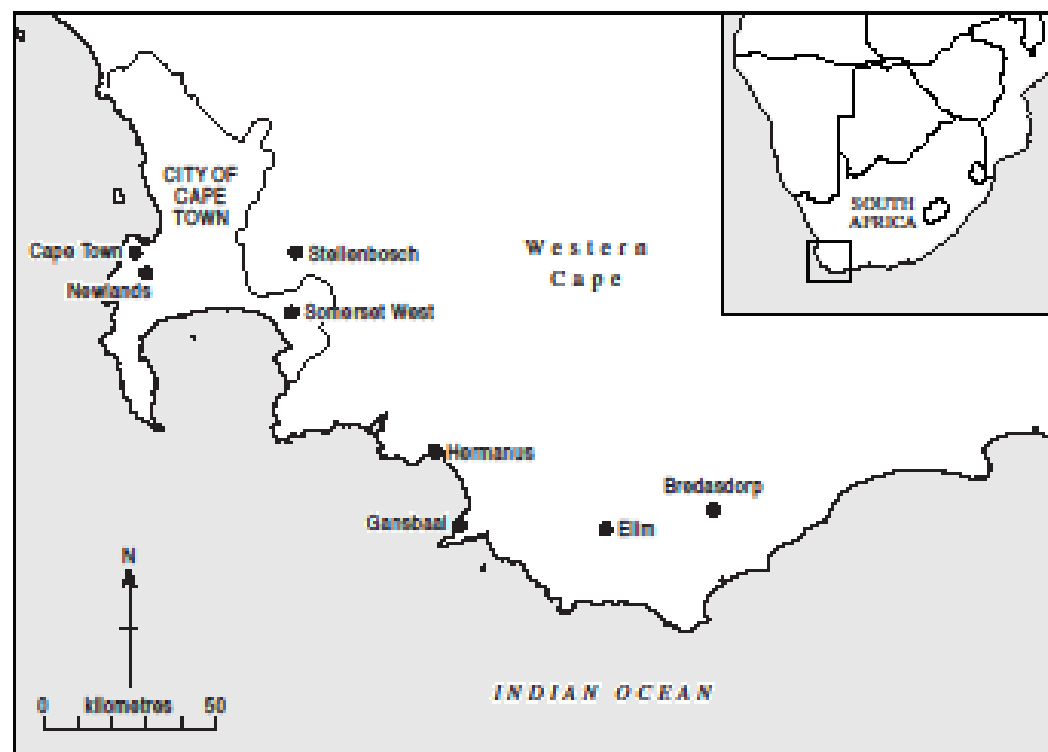 CITY OF
CAPE
TOWN
SOUTH
AFRICA
Cape Town
Stellenbosch
Western
Cape
Newlands
Somerset West
Hermanus
Bredasdorp
Gansbaai
Elim
N
0 kilometres 50
INDIAN OCEAN